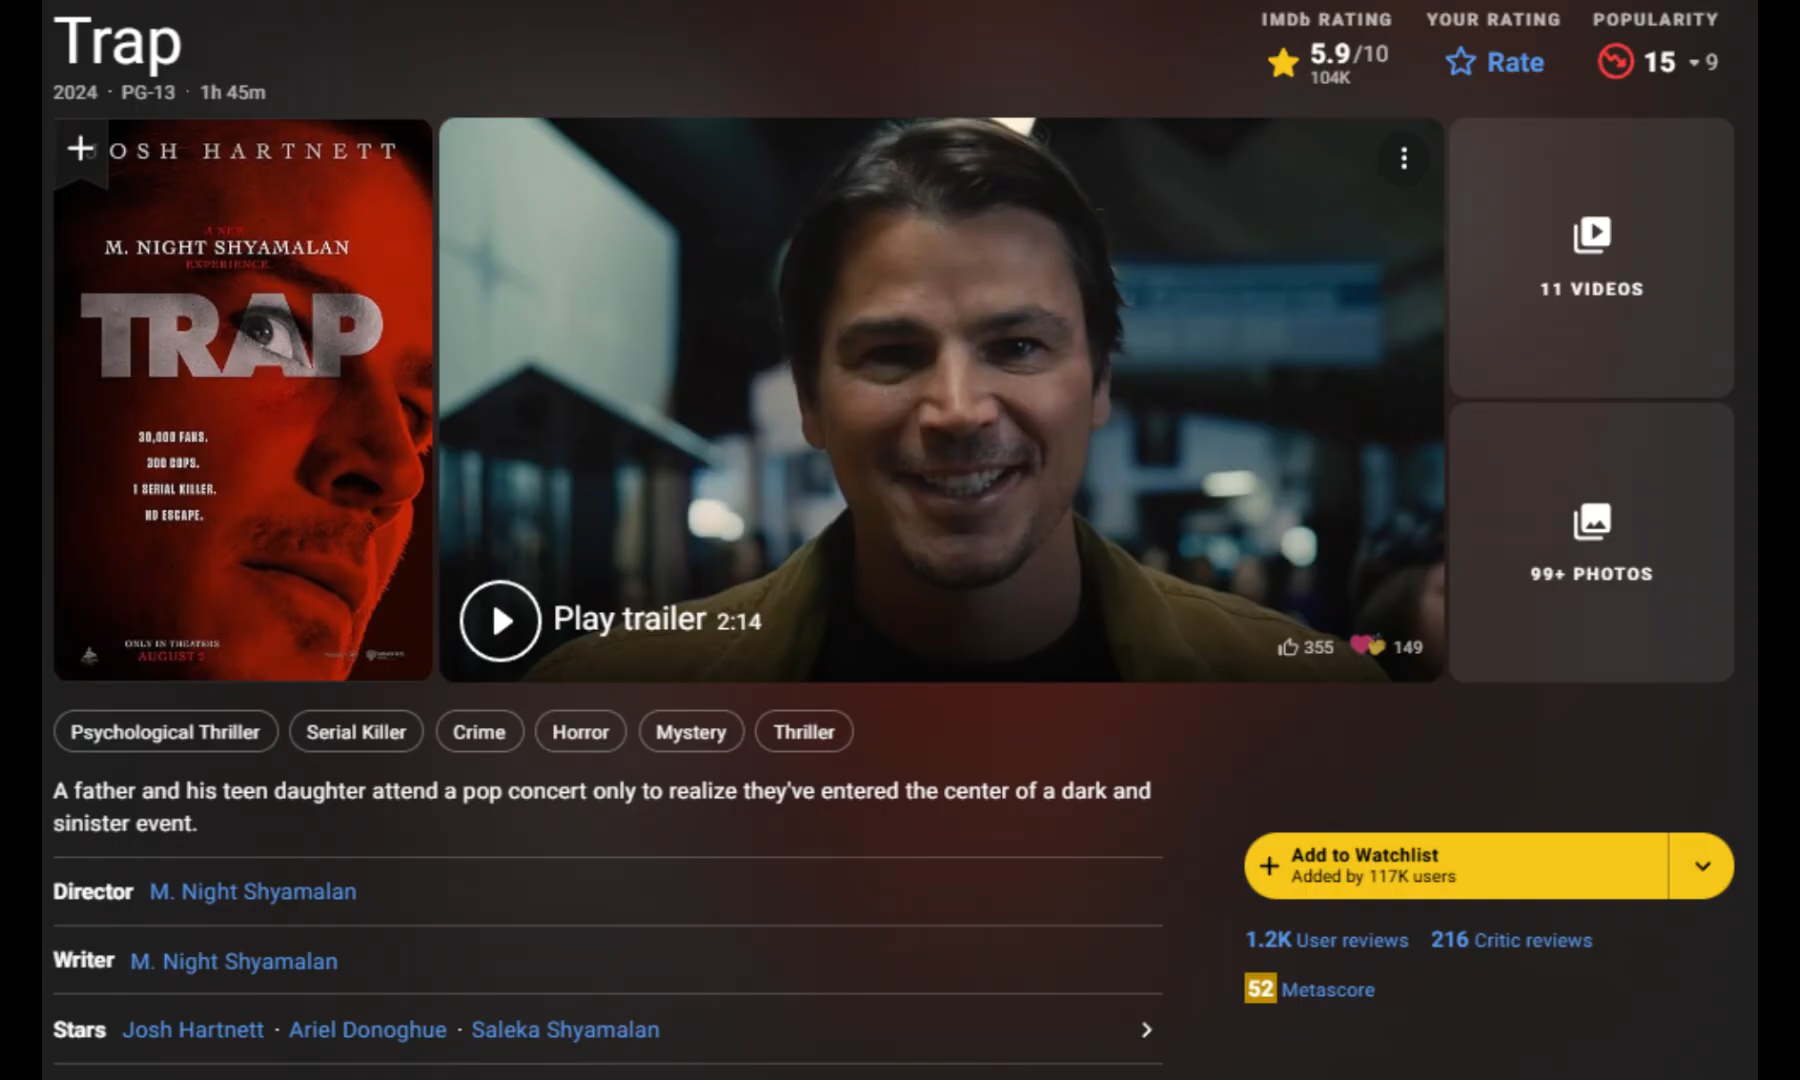 Trap
2024 · PG-13 · 1h 45m
IMDb RATING
5.9/10
104K
YOUR RATING
Rate
POPULARITY
15 9
JOSH HARTNETT
A NEW
M. NIGHT SHYAMALAN
EXPERIENCE
TRAP
30,000 FANS.
300 COPS.
1 SERIAL KILLER.
NO ESCAPE.
ONLY IN THEATERS
AUGUST 2
Play trailer 2:14
355 149
11 VIDEOS
99+ PHOTOS
Psychological Thriller Serial Killer Crime Horror Mystery Thriller
A father and his teen daughter attend a pop concert only to realize they've entered the center of a dark and
sinister event.
Director M. Night Shyamalan
Writer M. Night Shyamalan
Stars Josh Hartnett · Ariel Donoghue · Saleka Shyamalan
Add to Watchlist
Added by 117K users
1.2K User reviews 216 Critic reviews
52 Metascore